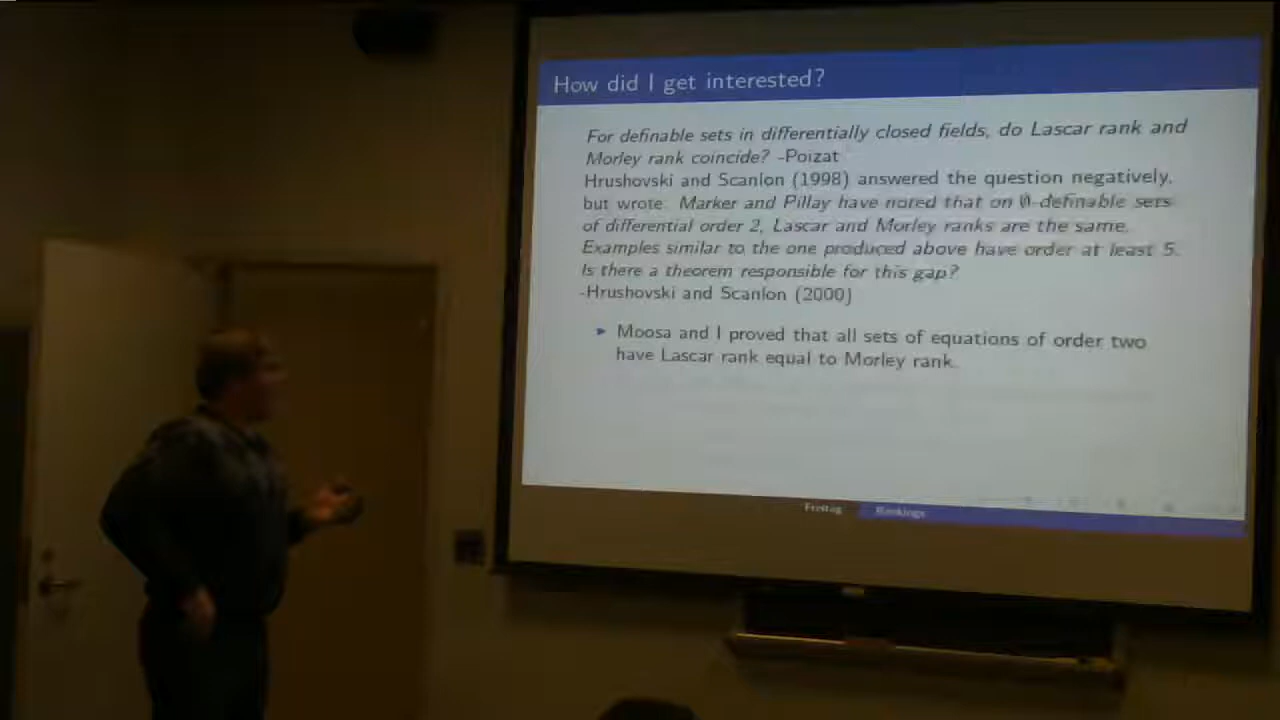 How did I get interested?
For definable sets in differentially closed fields, do Lascar rank and
Morley rank coincide? -Poizat
Hrushovski and Scanlon (1998) answered the question negatively,
but wrote: Marker and Pillay have noted that on ∅-definable sets
of differential order 2, Lascar and Morley ranks are the same.
Examples similar to the one produced above have order at least 5.
Is there a theorem responsible for this gap?
-Hrushovski and Scanlon (2000)
▶ Moosa and I proved that all sets of equations of order two
have Lascar rank equal to Morley rank.
Freitag Rankings